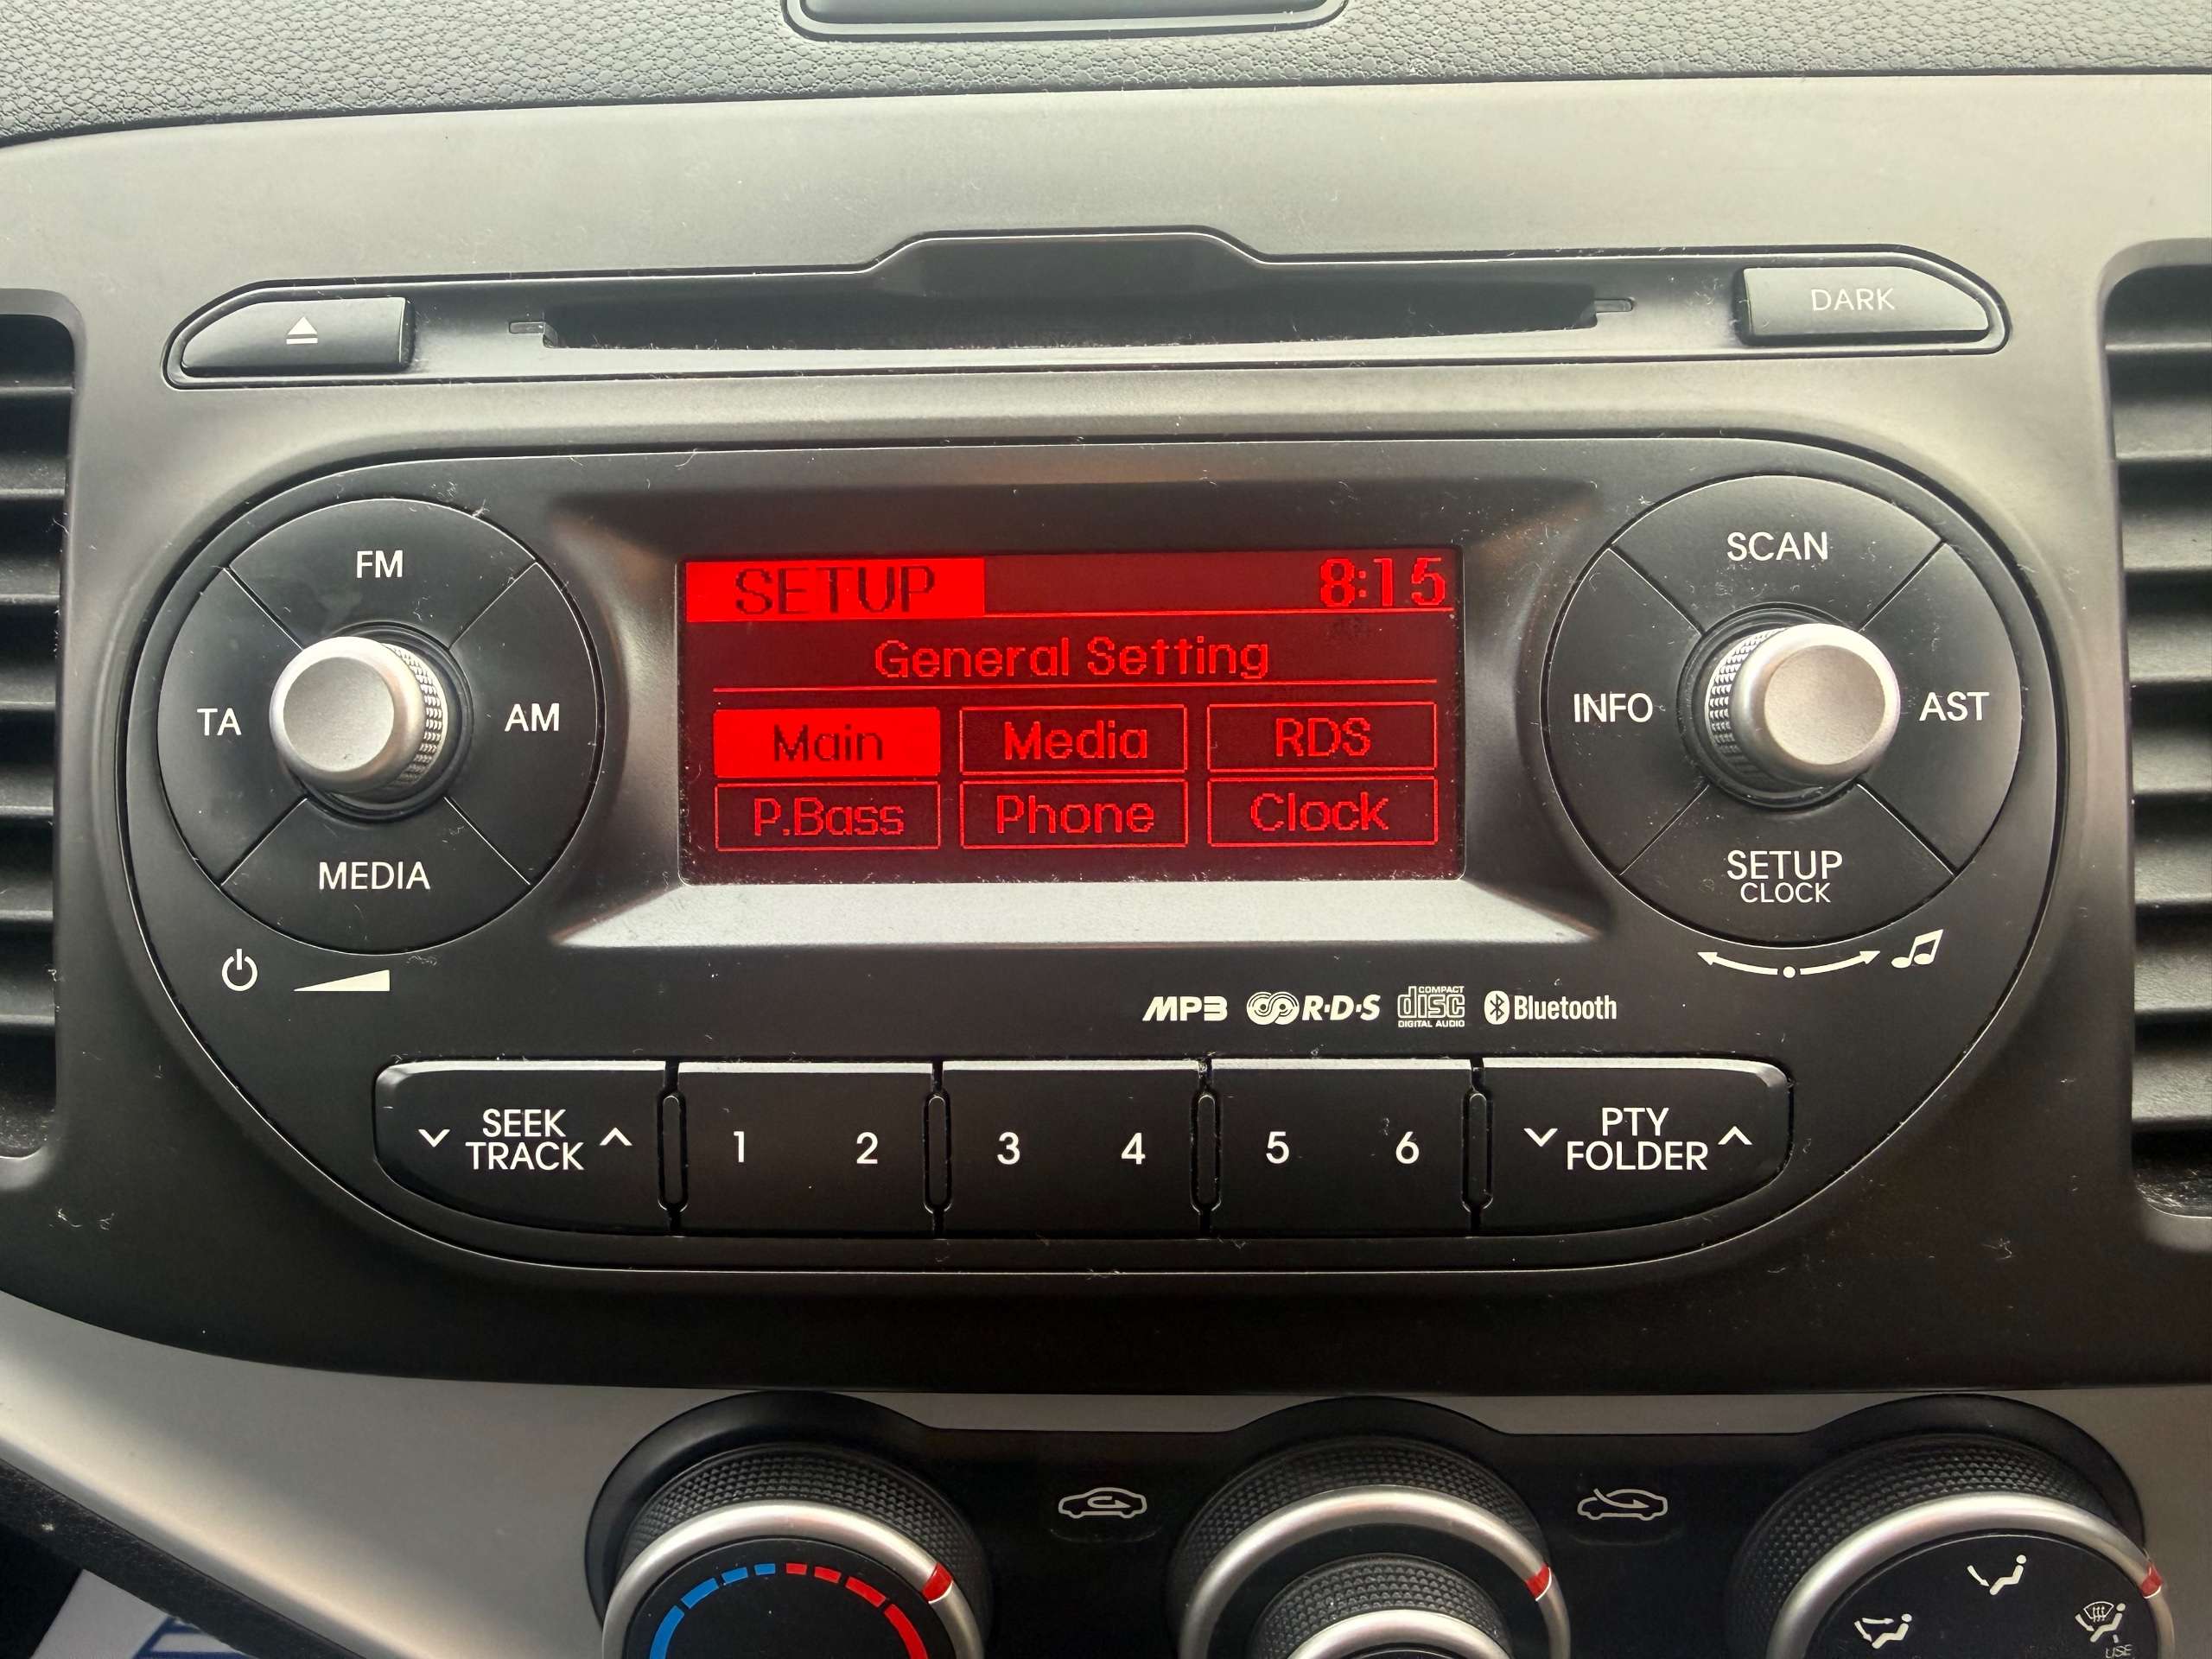 DARK
FM
TA
AM
MEDIA
SETUP 8:15
General Setting
Main Media RDS
P.Bass Phone Clock
SCAN
INFO
AST
SETUP
CLOCK
MP3 R·D·S COMPACT disc DIGITAL AUDIO Bluetooth
SEEK
TRACK
1 2 3 4 5 6
PTY
FOLDER
USE